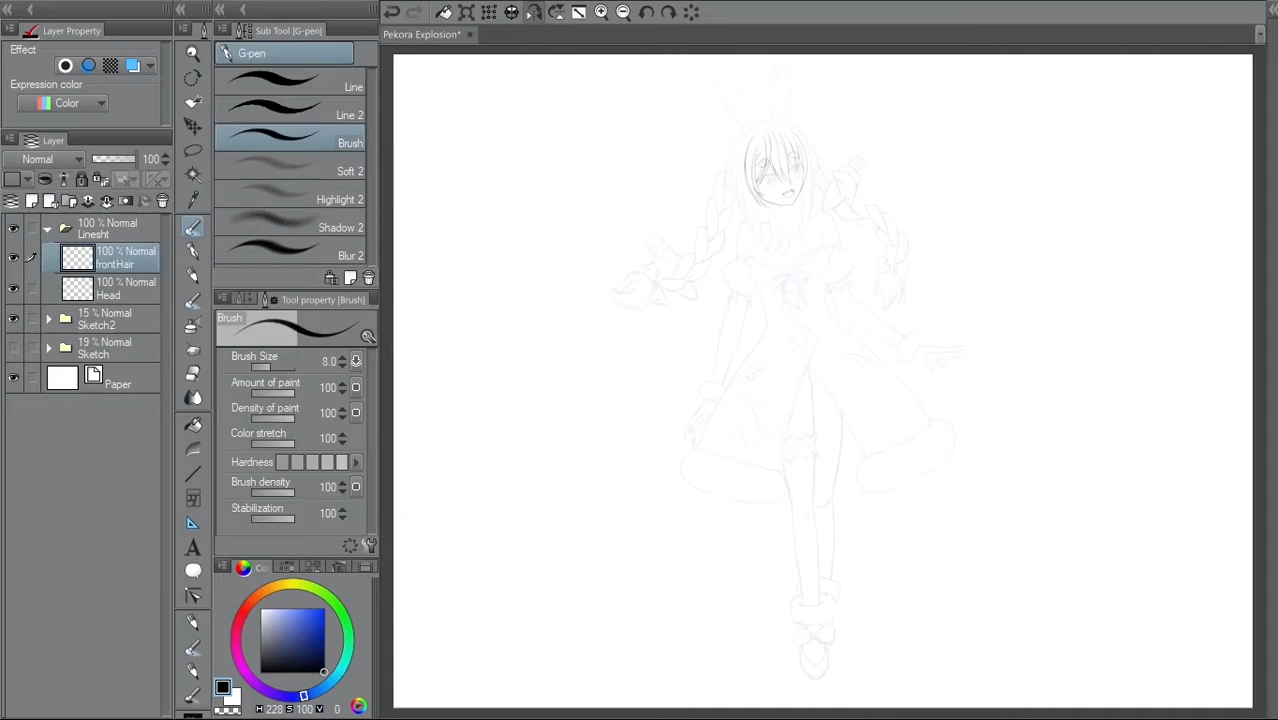 Layer Property
Effect
Expression color
Color
Layer
Normal
100
100 % Normal
Linesht
100 % Normal
frontHair
100 % Normal
Head
15 % Normal
Sketch2
19 % Normal
Sketch
Paper
Sub Tool [G-pen]
G-pen
Line
Line 2
Brush
Soft 2
Highlight 2
Shadow 2
Blur 2
Tool property [Brush]
Brush
Brush Size
8.0
Amount of paint
100
Density of paint
100
Color stretch
100
Hardness
Brush density
100
Stabilization
100
Co
H 228 S 100 V 0
Pekora Explosion*
A